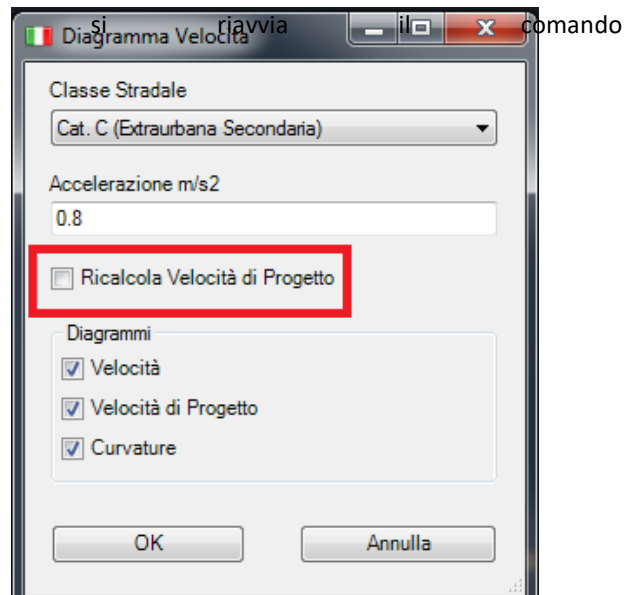 si riavvia il comando
Diagramma Velocità
Classe Stradale
Cat. C (Extraurbana Secondaria)
Accelerazione m/s2
0.8
Ricalcola Velocità di Progetto
Diagrammi
Velocità
Velocità di Progetto
Curvature
OK Annulla